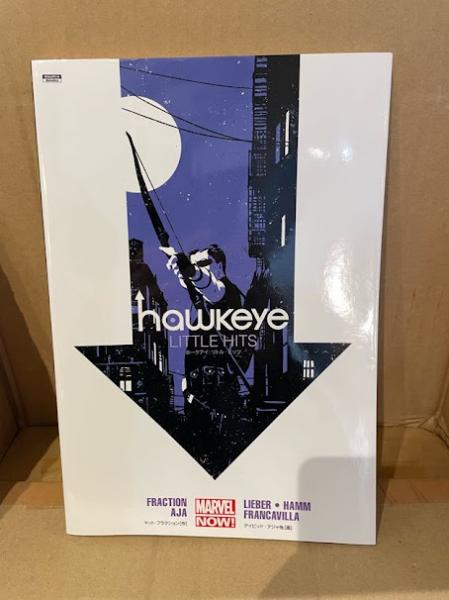 hawkeye
LITTLE HITS
ホークアイ:リトル・ヒッツ
FRACTION
AJA
マット・フラクション[作]
MARVEL
NOW!
LIEBER • HAMM
FRANCAVILLA
デイビッド・アジャ他[画]